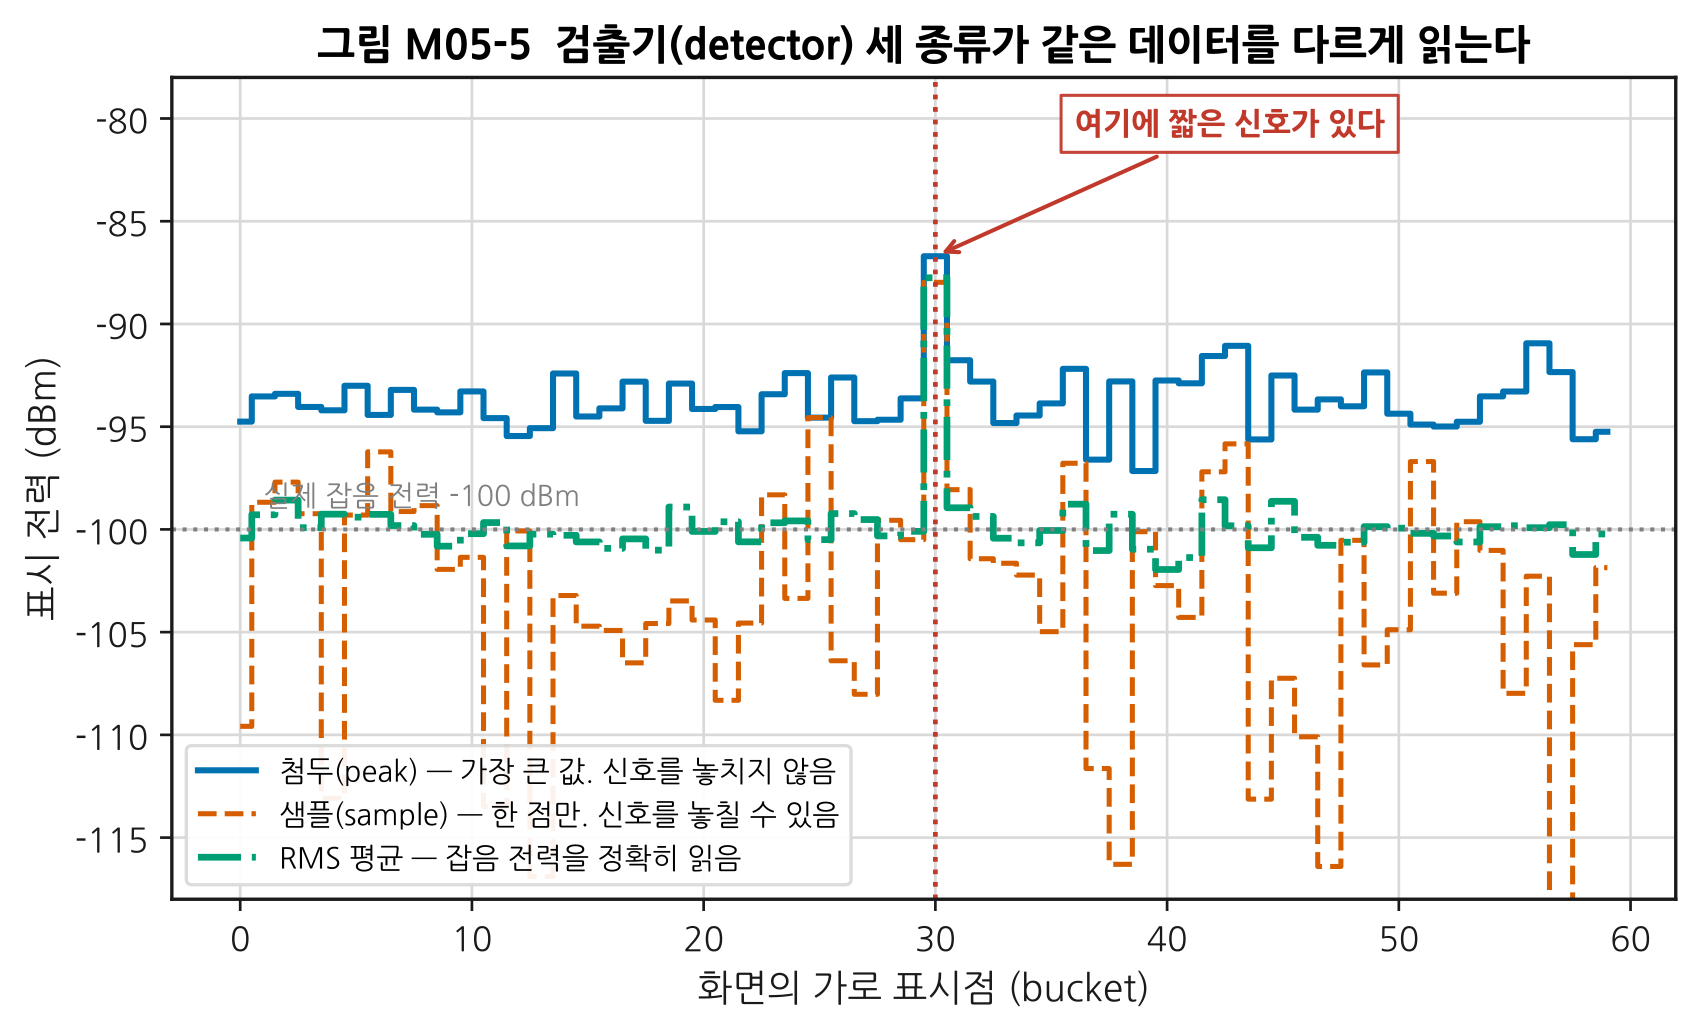 그림 M05-5  검출기(detector) 세 종류가 같은 데이터를 다르게 읽는다
여기에 짧은 신호가 있다
실제 잡음 전력 -100 dBm
표시 전력 (dBm)
-80
-85
-90
-95
-100
-105
-110
-115
첨두(peak) — 가장 큰 값. 신호를 놓치지 않음
샘플(sample) — 한 점만. 신호를 놓칠 수 있음
RMS 평균 — 잡음 전력을 정확히 읽음
0 10 20 30 40 50 60
화면의 가로 표시점 (bucket)